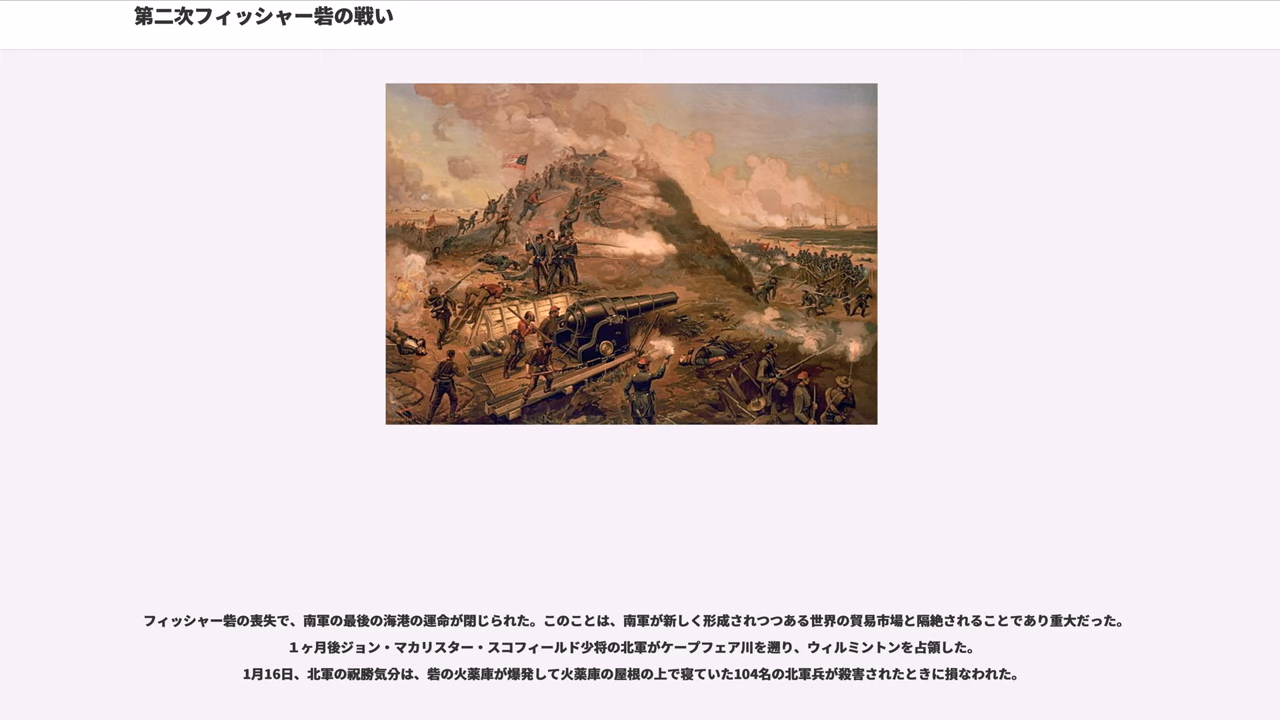 第二次フィッシャー砦の戦い
フィッシャー砦の喪失で、南軍の最後の海港の運命が閉じられた。このことは、南軍が新しく形成されつつある世界の貿易市場と隔絶されることであり重大だった。
１ヶ月後ジョン・マカリスター・スコフィールド少将の北軍がケープフェア川を遡り、ウィルミントンを占領した。
1月16日、北軍の祝勝気分は、砦の火薬庫が爆発して火薬庫の屋根の上で寝ていた104名の北軍兵が殺害されたときに損なわれた。